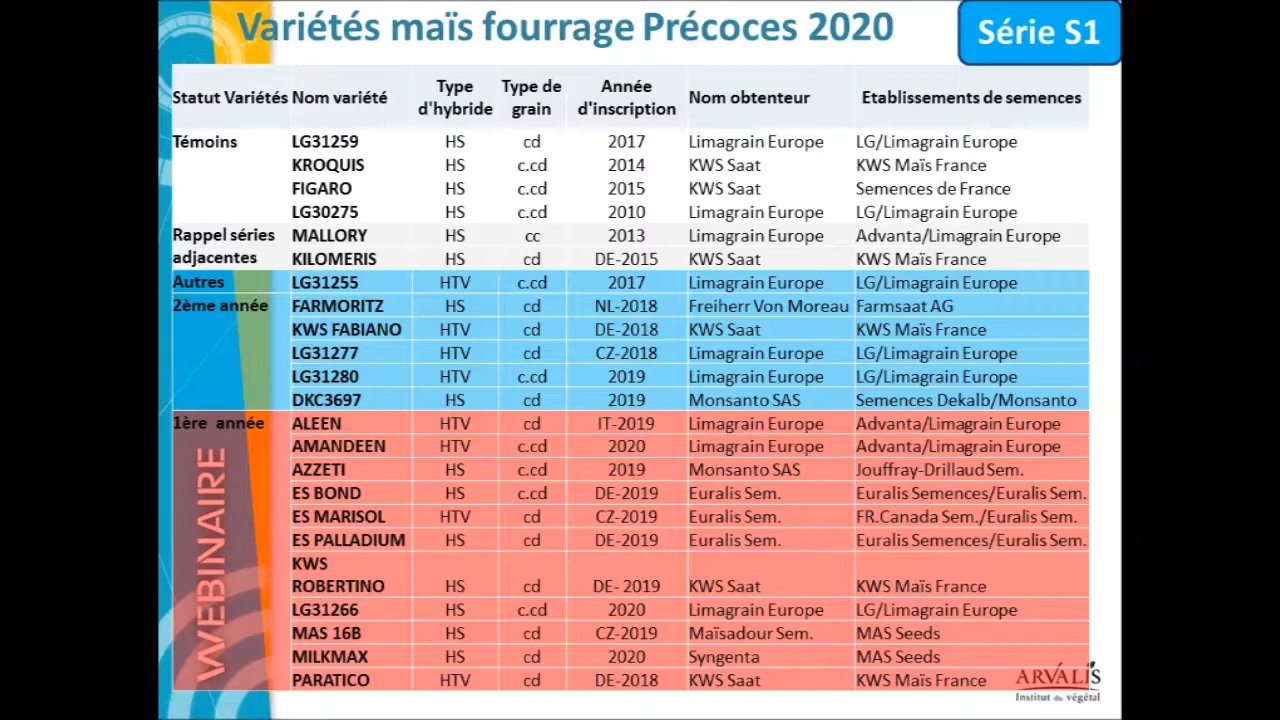 Variétés maïs fourrage Précoces 2020
Série S1
Statut Variétés Nom variété Type d'hybride Type de grain Année d'inscription Nom obtenteur Etablissements de semences
Témoins LG31259 HS cd 2017 Limagrain Europe LG/Limagrain Europe
KROQUIS HS c.cd 2014 KWS Saat KWS Maïs France
FIGARO HS c.cd 2015 KWS Saat Semences de France
LG30275 HS c.cd 2010 Limagrain Europe LG/Limagrain Europe
Rappel séries MALLORY HS cc 2013 Limagrain Europe Advanta/Limagrain Europe
adjacentes KILOMERIS HS cd DE-2015 KWS Saat KWS Maïs France
Autres LG31255 HTV c.cd 2017 Limagrain Europe LG/Limagrain Europe
2ème année FARMORITZ HS cd NL-2018 Freiherr Von Moreau Farmsaat AG
KWS FABIANO HTV cd DE-2018 KWS Saat KWS Maïs France
LG31277 HTV cd CZ-2018 Limagrain Europe LG/Limagrain Europe
LG31280 HTV c.cd 2019 Limagrain Europe LG/Limagrain Europe
DKC3697 HS cd 2019 Monsanto SAS Semences Dekalb/Monsanto
1ère année ALEEN HTV cd IT-2019 Limagrain Europe Advanta/Limagrain Europe
AMANDEEN HTV c.cd 2020 Limagrain Europe Advanta/Limagrain Europe
AZZETI HS c.cd 2019 Monsanto SAS Jouffray-Drillaud Sem.
ES BOND HS c.cd DE-2019 Euralis Sem. Euralis Semences/Euralis Sem.
ES MARISOL HTV cd CZ-2019 Euralis Sem. FR.Canada Sem./Euralis Sem.
ES PALLADIUM HS cd DE-2019 Euralis Sem. Euralis Semences/Euralis Sem.
KWS
ROBERTINO HS cd DE- 2019 KWS Saat KWS Maïs France
LG31266 HS c.cd 2020 Limagrain Europe LG/Limagrain Europe
MAS 16B HS cd CZ-2019 Maïsadour Sem. MAS Seeds
MILKMAX HS cd 2020 Syngenta MAS Seeds
PARATICO HTV cd DE-2018 KWS Saat KWS Maïs France
WEBINAIRE
ARVALIS
Institut du végétal